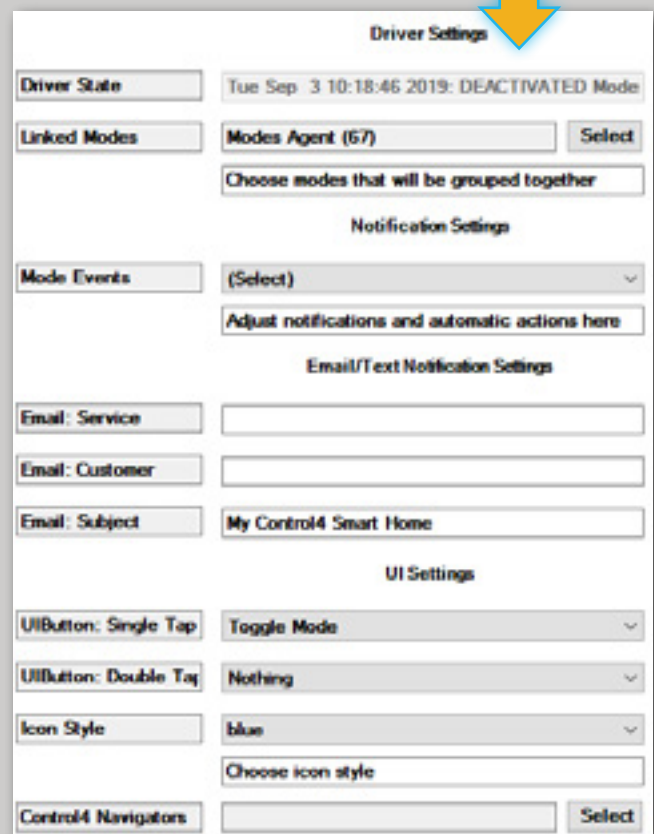 Driver Settings
Driver State Tue Sep 3 10:18:46 2019: DEACTIVATED Mode
Linked Modes Modes Agent (67) Select
Choose modes that will be grouped together
Notification Settings
Mode Events (Select)
Adjust notifications and automatic actions here
Email/Text Notification Settings
Email: Service
Email: Customer
Email: Subject My Control4 Smart Home
UI Settings
UIButton: Single Tap Toggle Mode
UIButton: Double Tap Nothing
Icon Style blue
Choose icon style
Control4 Navigators Select